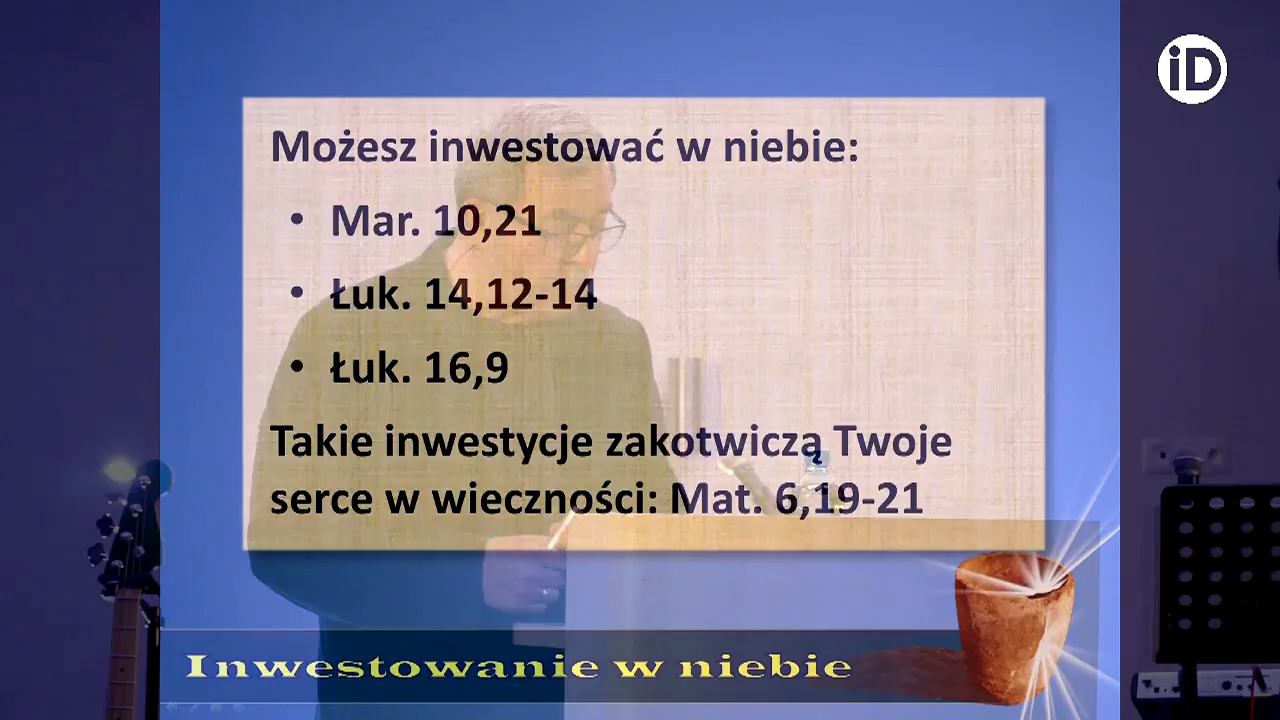 iD
Możesz inwestować w niebie:
• Mar. 10,21
• Łuk. 14,12-14
• Łuk. 16,9
Takie inwestycje zakotwiczą Twoje
serce w wieczności: Mat. 6,19-21
Inwestowanie w niebie